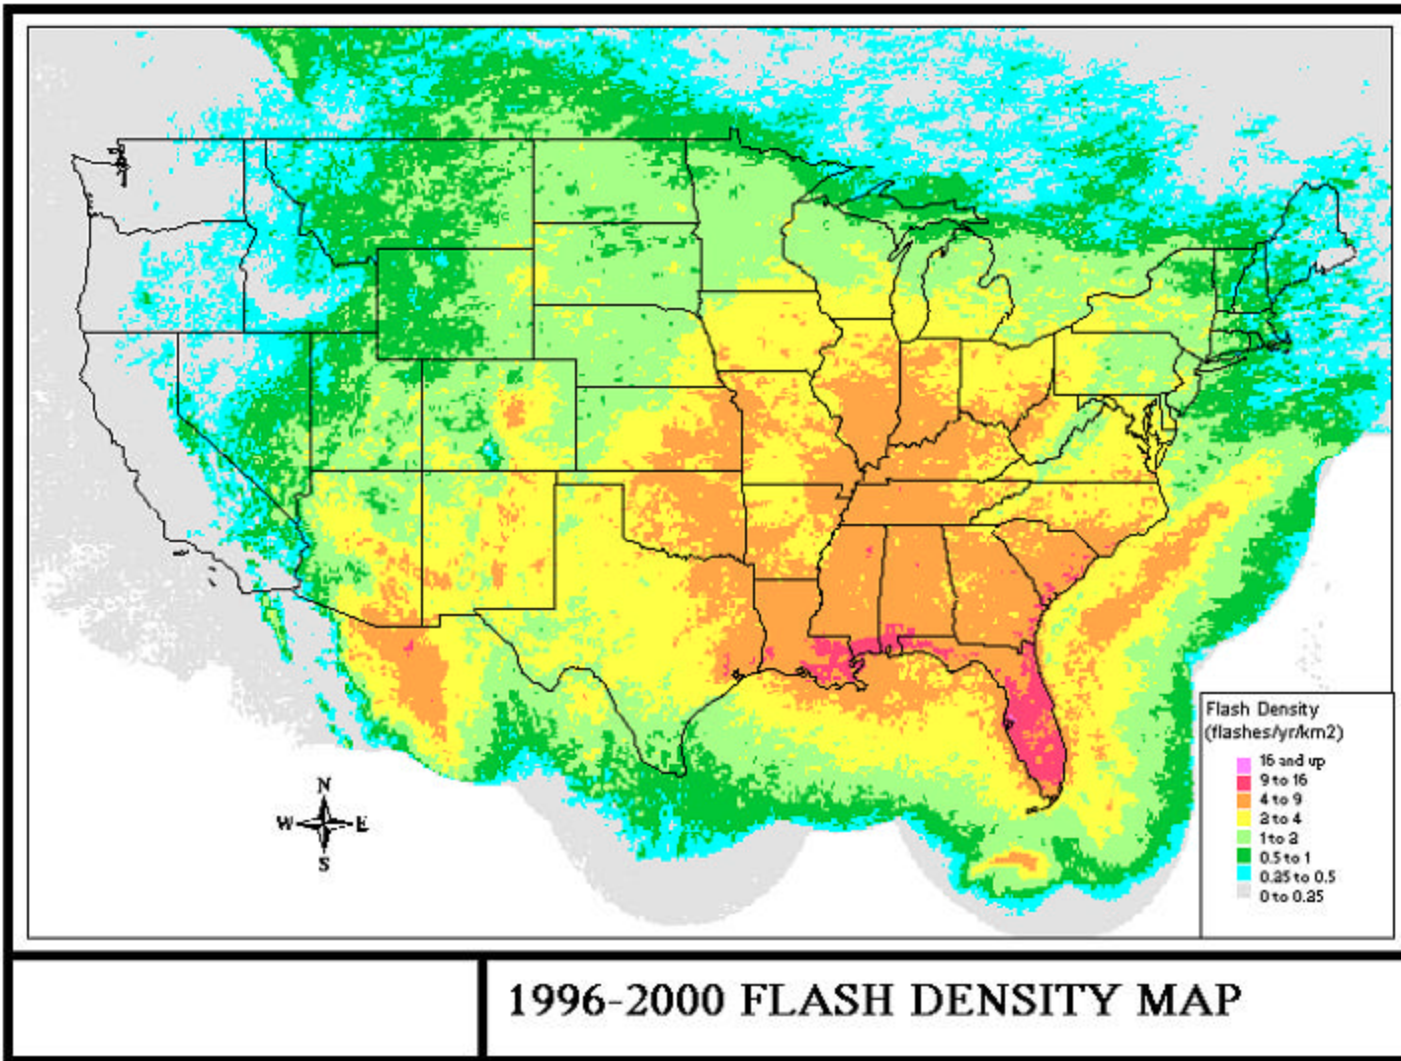 N
W E
S
Flash Density
(flashes/yr/km2)
16 and up
9 to 16
4 to 9
2 to 4
1 to 2
0.5 to 1
0.25 to 0.5
0 to 0.25
1996-2000 FLASH DENSITY MAP